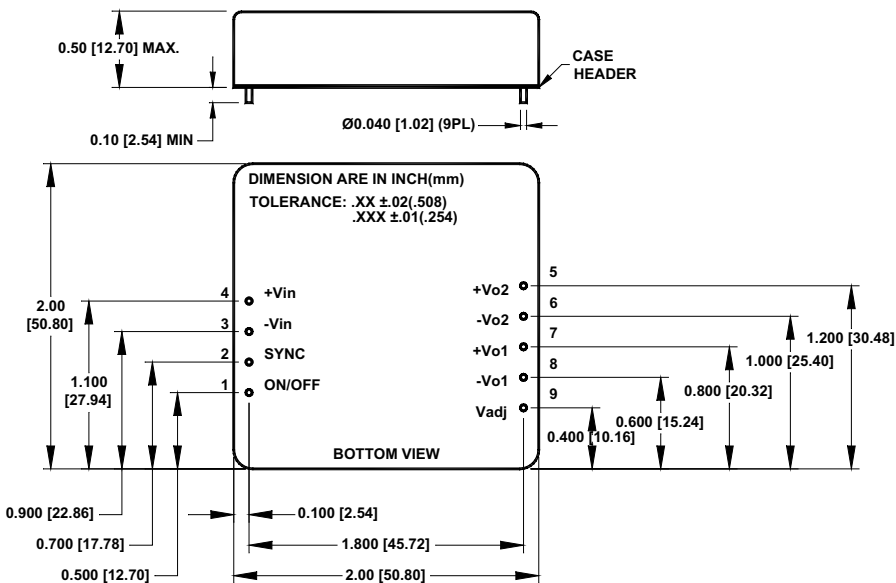 0.50 [12.70] MAX.
CASE
HEADER
Ø0.040 [1.02] (9PL)
0.10 [2.54] MIN
DIMENSION ARE IN INCH(mm)
TOLERANCE: .XX ±.02(.508)
.XXX ±.01(.254)
2.00
[50.80]
4 +Vin
3 -Vin
2 SYNC
1 ON/OFF
1.100
[27.94]
+Vo2 5
-Vo2 6
+Vo1 7
-Vo1 8
Vadj 9
1.200 [30.48]
1.000 [25.40]
0.800 [20.32]
0.600 [15.24]
0.400 [10.16]
BOTTOM VIEW
0.900 [22.86]
0.100 [2.54]
0.700 [17.78]
1.800 [45.72]
0.500 [12.70]
2.00 [50.80]